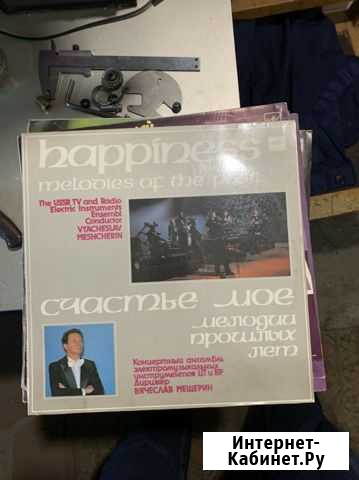 happiness
melodies of the past
The USSR TV and Radio
Electric Instruments
Ensembl
Conductor
VYACHESLAV
MESHCHERIN
СЧАСТЬЕ МОЕ
МЕЛОДИИ
ПРОШЛЫХ
ЛЕТ
Концертный ансамбль
электромузыкальных
инструментов ЦТ и ВР
Дирижер
ВЯЧЕСЛАВ МЕЩЕРИН
Интернет-
Кабинет.Ру